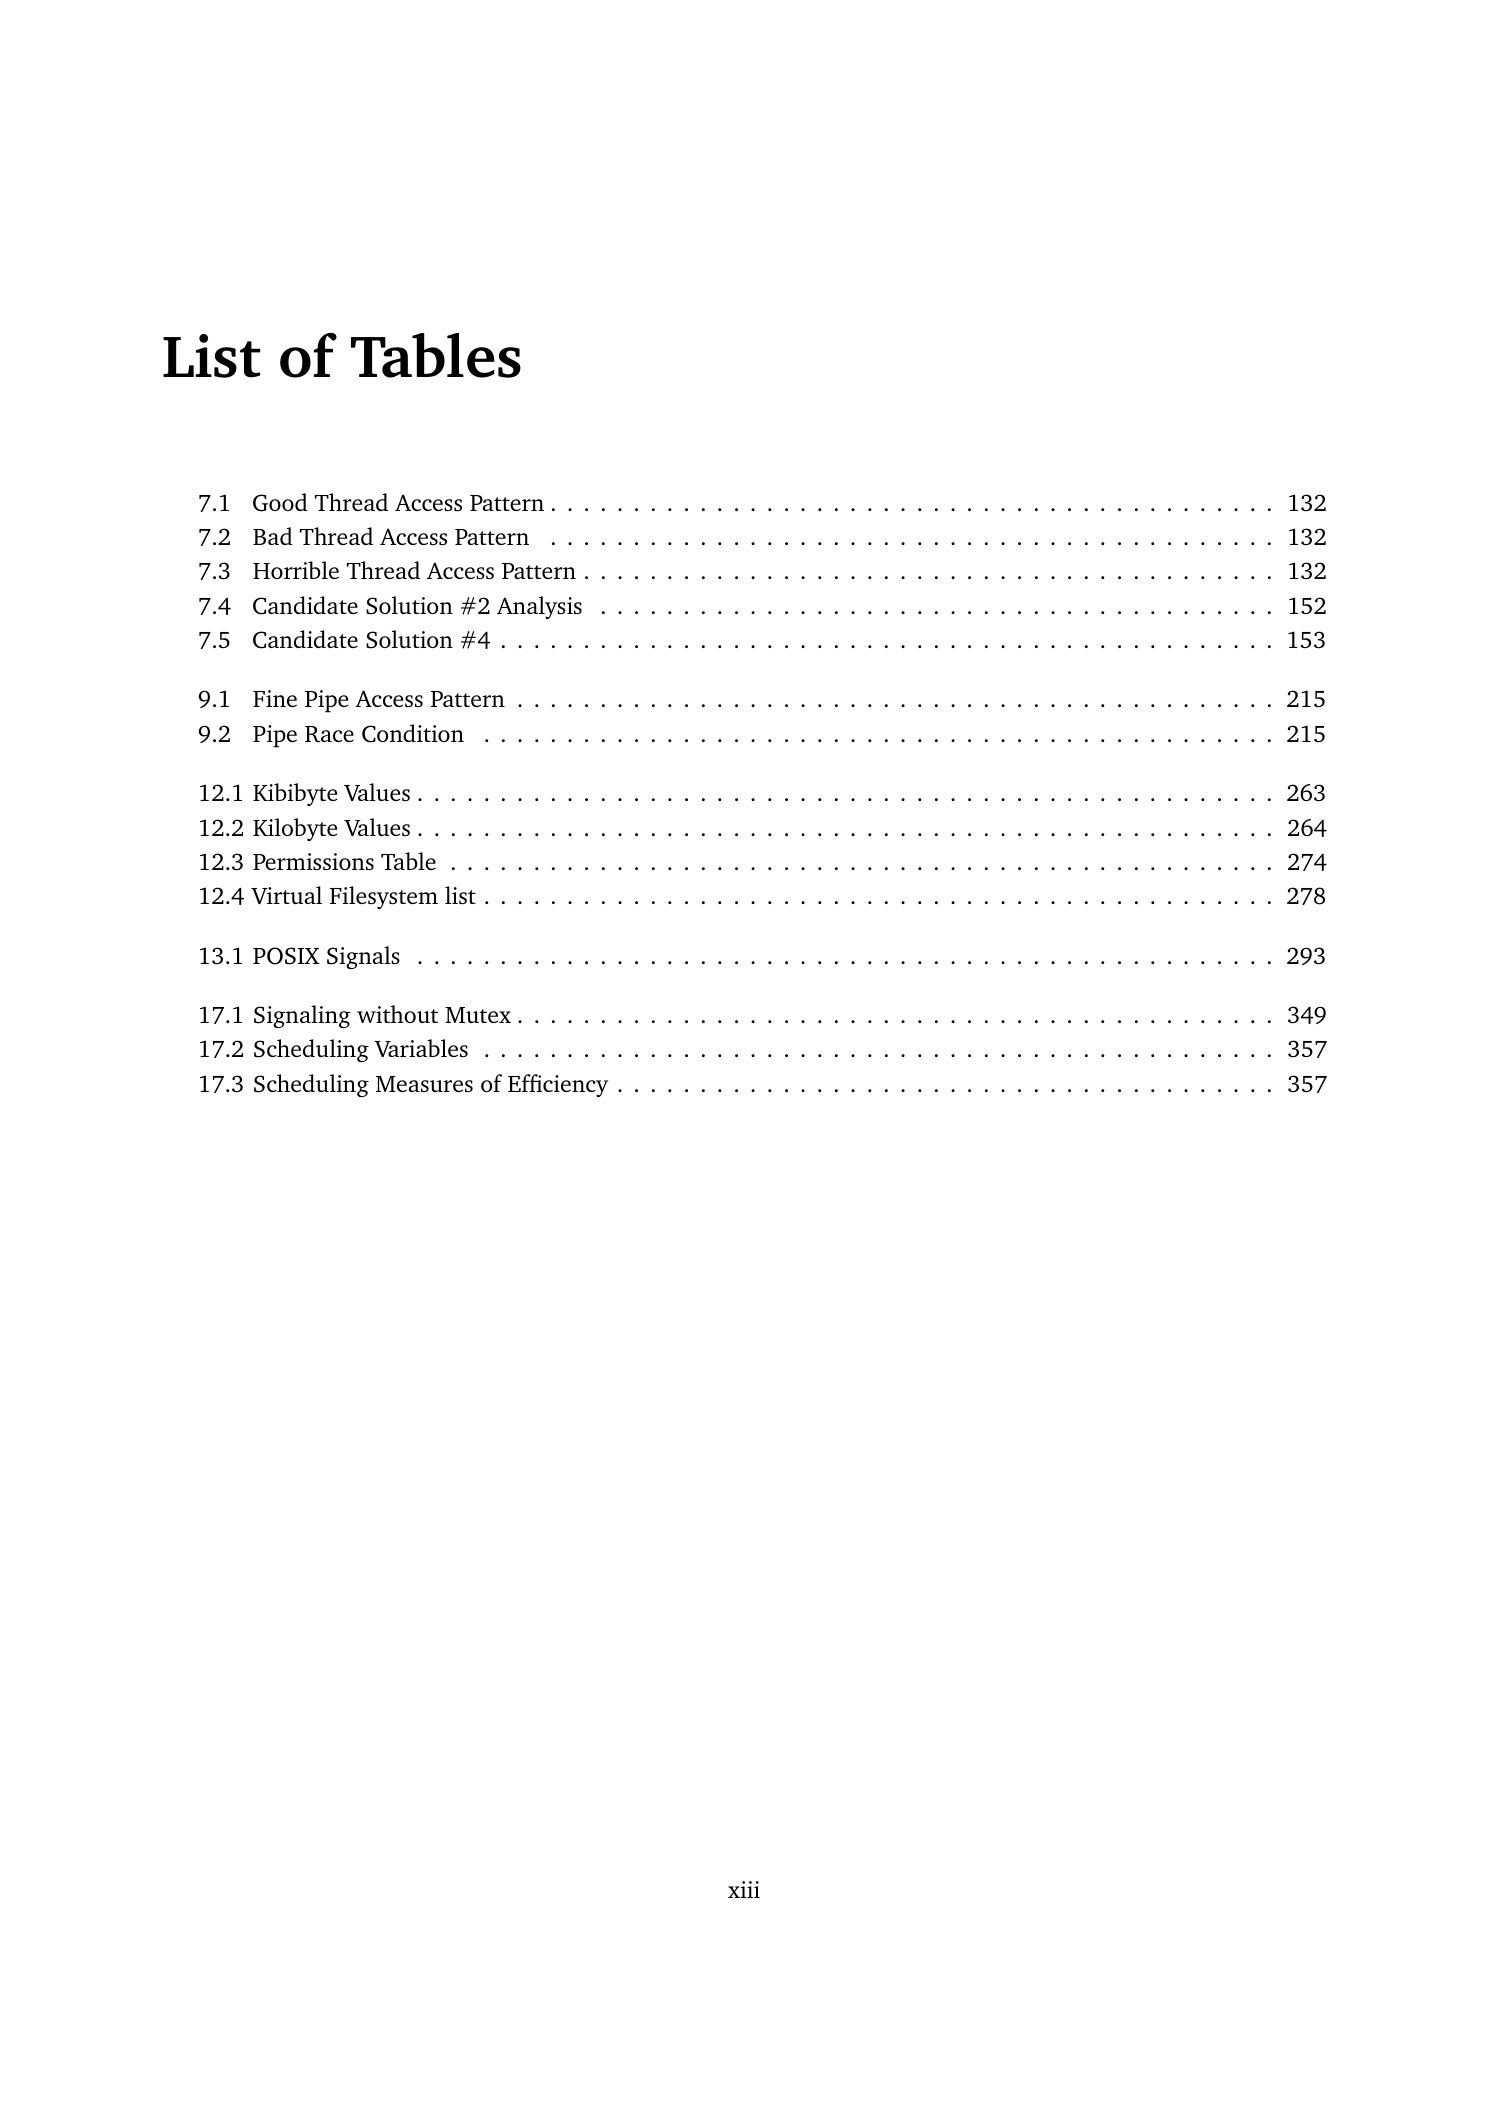 List of Tables
7.1 Good Thread Access Pattern . . . . . . . . . . . . . . . . . . . . . . . . . . . . . . . . . . . . . . . . . . . . 132
7.2 Bad Thread Access Pattern . . . . . . . . . . . . . . . . . . . . . . . . . . . . . . . . . . . . . . . . . . . . 132
7.3 Horrible Thread Access Pattern . . . . . . . . . . . . . . . . . . . . . . . . . . . . . . . . . . . . . . . . . . 132
7.4 Candidate Solution #2 Analysis . . . . . . . . . . . . . . . . . . . . . . . . . . . . . . . . . . . . . . . . . 152
7.5 Candidate Solution #4 . . . . . . . . . . . . . . . . . . . . . . . . . . . . . . . . . . . . . . . . . . . . . . . 153
9.1 Fine Pipe Access Pattern . . . . . . . . . . . . . . . . . . . . . . . . . . . . . . . . . . . . . . . . . . . . . . 215
9.2 Pipe Race Condition . . . . . . . . . . . . . . . . . . . . . . . . . . . . . . . . . . . . . . . . . . . . . . . . 215
12.1 Kibibyte Values . . . . . . . . . . . . . . . . . . . . . . . . . . . . . . . . . . . . . . . . . . . . . . . . . . . . 263
12.2 Kilobyte Values . . . . . . . . . . . . . . . . . . . . . . . . . . . . . . . . . . . . . . . . . . . . . . . . . . . . 264
12.3 Permissions Table . . . . . . . . . . . . . . . . . . . . . . . . . . . . . . . . . . . . . . . . . . . . . . . . . . 274
12.4 Virtual Filesystem list . . . . . . . . . . . . . . . . . . . . . . . . . . . . . . . . . . . . . . . . . . . . . . . . 278
13.1 POSIX Signals . . . . . . . . . . . . . . . . . . . . . . . . . . . . . . . . . . . . . . . . . . . . . . . . . . . . 293
17.1 Signaling without Mutex . . . . . . . . . . . . . . . . . . . . . . . . . . . . . . . . . . . . . . . . . . . . . . 349
17.2 Scheduling Variables . . . . . . . . . . . . . . . . . . . . . . . . . . . . . . . . . . . . . . . . . . . . . . . . 357
17.3 Scheduling Measures of Efficiency . . . . . . . . . . . . . . . . . . . . . . . . . . . . . . . . . . . . . . . . 357
xiii